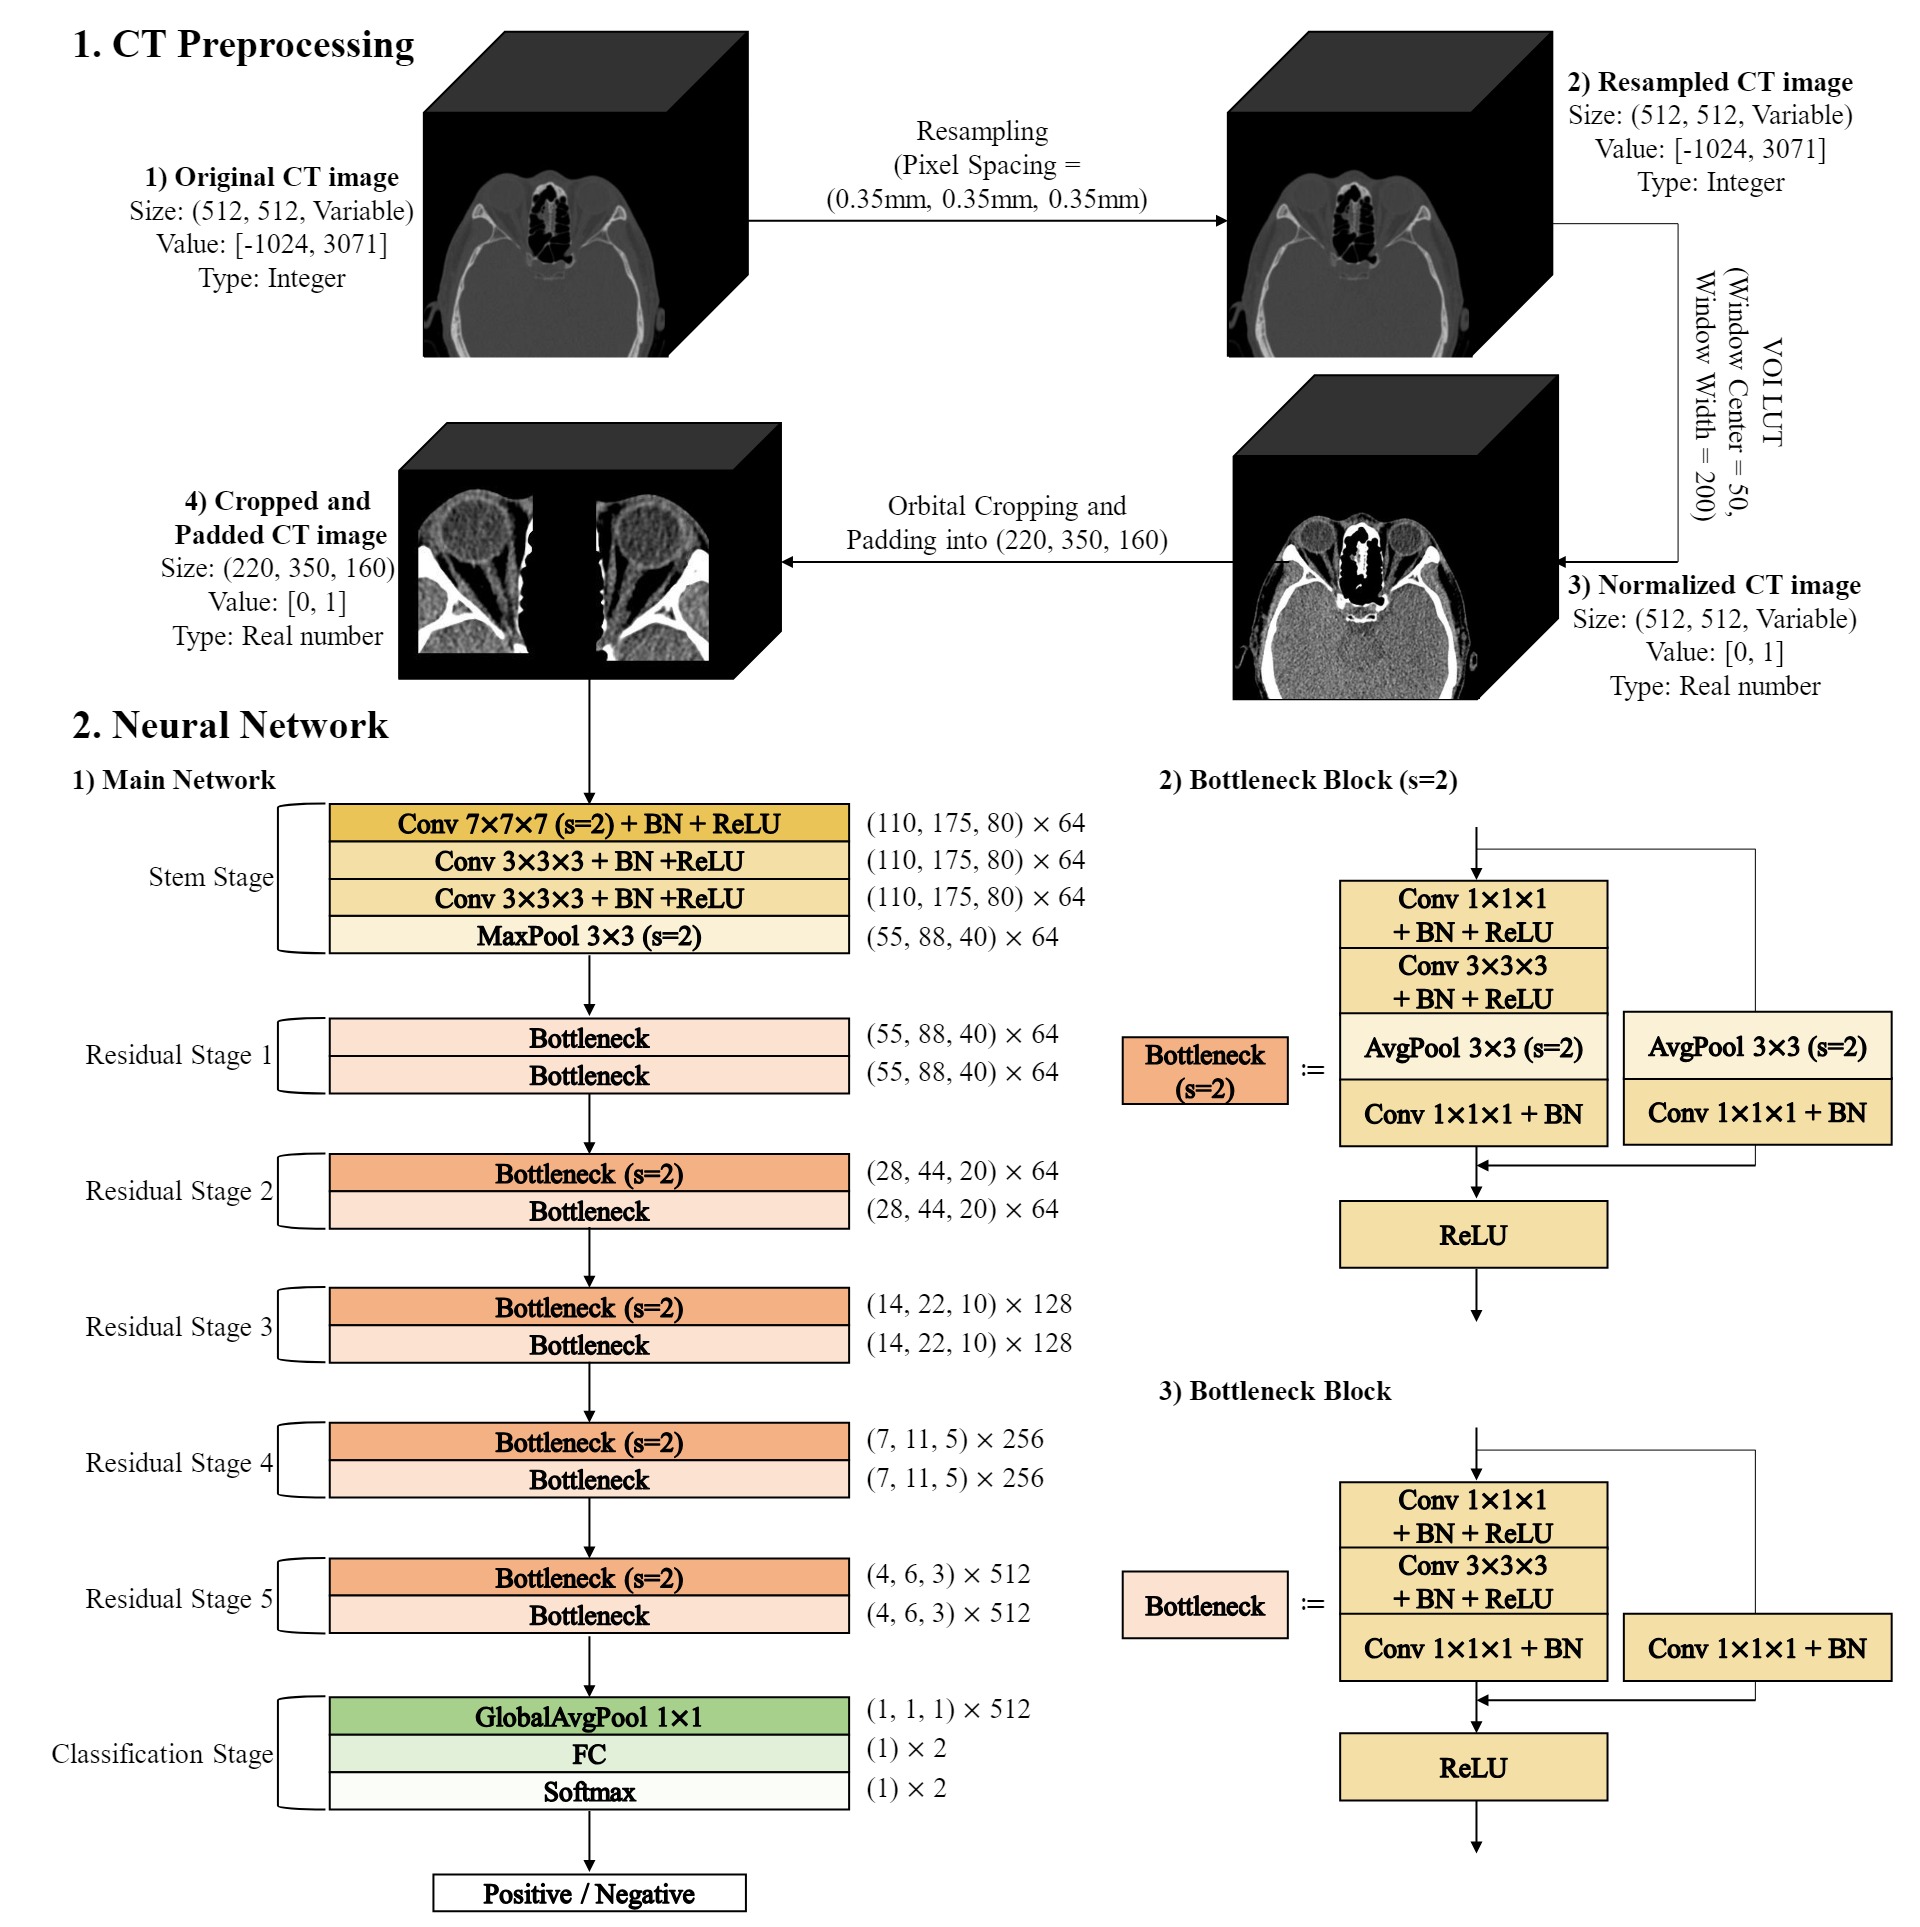 1. CT Preprocessing
1) Original CT image
Size: (512, 512, Variable)
Value: [-1024, 3071]
Type: Integer
Resampling
(Pixel Spacing =
(0.35mm, 0.35mm, 0.35mm)
2) Resampled CT image
Size: (512, 512, Variable)
Value: [-1024, 3071]
Type: Integer
VOI LUT
(Window Center = 50,
Window Width = 200)
3) Normalized CT image
Size: (512, 512, Variable)
Value: [0, 1]
Type: Real number
Orbital Cropping and
Padding into (220, 350, 160)
4) Cropped and
Padded CT image
Size: (220, 350, 160)
Value: [0, 1]
Type: Real number
2. Neural Network
1) Main Network
Stem Stage
Conv 7×7×7 (s=2) + BN + ReLU
(110, 175, 80) × 64
Conv 3×3×3 + BN +ReLU
(110, 175, 80) × 64
Conv 3×3×3 + BN +ReLU
(110, 175, 80) × 64
MaxPool 3×3 (s=2)
(55, 88, 40) × 64
Residual Stage 1
Bottleneck
(55, 88, 40) × 64
Bottleneck
(55, 88, 40) × 64
Residual Stage 2
Bottleneck (s=2)
(28, 44, 20) × 64
Bottleneck
(28, 44, 20) × 64
Residual Stage 3
Bottleneck (s=2)
(14, 22, 10) × 128
Bottleneck
(14, 22, 10) × 128
Residual Stage 4
Bottleneck (s=2)
(7, 11, 5) × 256
Bottleneck
(7, 11, 5) × 256
Residual Stage 5
Bottleneck (s=2)
(4, 6, 3) × 512
Bottleneck
(4, 6, 3) × 512
Classification Stage
GlobalAvgPool 1×1
(1, 1, 1) × 512
FC
(1) × 2
Softmax
(1) × 2
Positive / Negative
2) Bottleneck Block (s=2)
Bottleneck
(s=2)
:=
Conv 1×1×1
+ BN + ReLU
Conv 3×3×3
+ BN + ReLU
AvgPool 3×3 (s=2)
Conv 1×1×1 + BN
AvgPool 3×3 (s=2)
Conv 1×1×1 + BN
ReLU
3) Bottleneck Block
Bottleneck
:=
Conv 1×1×1
+ BN + ReLU
Conv 3×3×3
+ BN + ReLU
Conv 1×1×1 + BN
Conv 1×1×1 + BN
ReLU